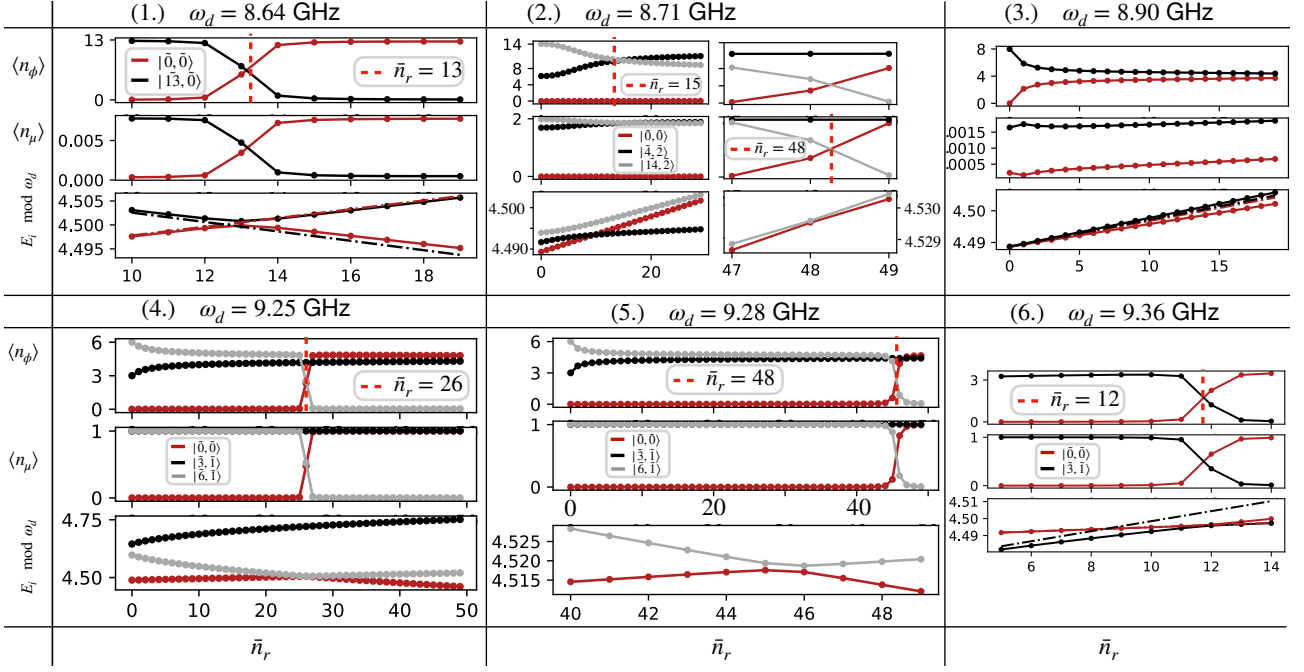 (1.) ω_d = 8.64 GHz
(2.) ω_d = 8.71 GHz
(3.) ω_d = 8.90 GHz
⟨n_ϕ⟩
13
0
|0̃, 0̃⟩
|1̃3, 0̃⟩
n̄_r = 13
14
10
5
0
n̄_r = 15
8
4
0
⟨n_μ⟩
0.005
0.000
2
0
|0̃, 0̃⟩
|4̃, 2̃⟩
|1̃4, 2̃⟩
n̄_r = 48
.0015
.0005
E_i mod ω_d
4.505
4.500
4.495
10 12 14 16 18
4.500
4.490
0 20
4.530
4.529
47 48 49
4.50
4.49
0 5 10 15
(4.) ω_d = 9.25 GHz
(5.) ω_d = 9.28 GHz
(6.) ω_d = 9.36 GHz
⟨n_ϕ⟩
6
3
0
n̄_r = 26
6
3
0
n̄_r = 48
3
0
n̄_r = 12
⟨n_μ⟩
1
0
|0̃, 0̃⟩
|3̃, 1̃⟩
|6̃, 1̃⟩
1
0
|0̃, 0̃⟩
|3̃, 1̃⟩
|6̃, 1̃⟩
0 20 40
1
0
|0̃, 0̃⟩
|3̃, 1̃⟩
E_i mod ω_d
4.75
4.50
0 10 20 30 40 50
4.525
4.520
4.515
40 42 44 46 48
4.51
4.50
4.49
6 8 10 12 14
n̄_r
n̄_r
n̄_r